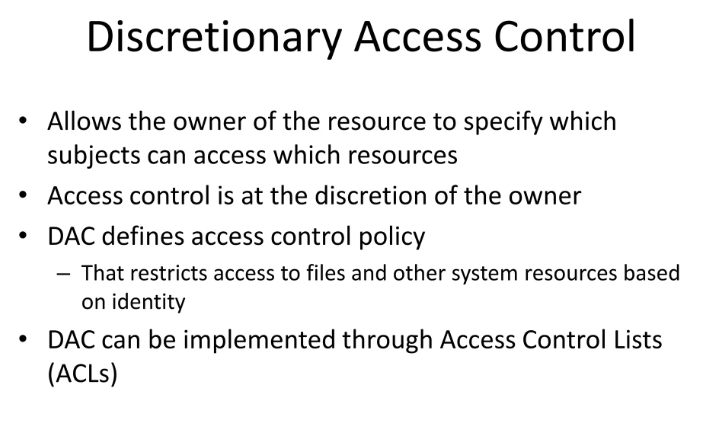 Discretionary Access Control
• Allows the owner of the resource to specify which
subjects can access which resources
• Access control is at the discretion of the owner
• DAC defines access control policy
– That restricts access to files and other system resources based
on identity
• DAC can be implemented through Access Control Lists
(ACLs)